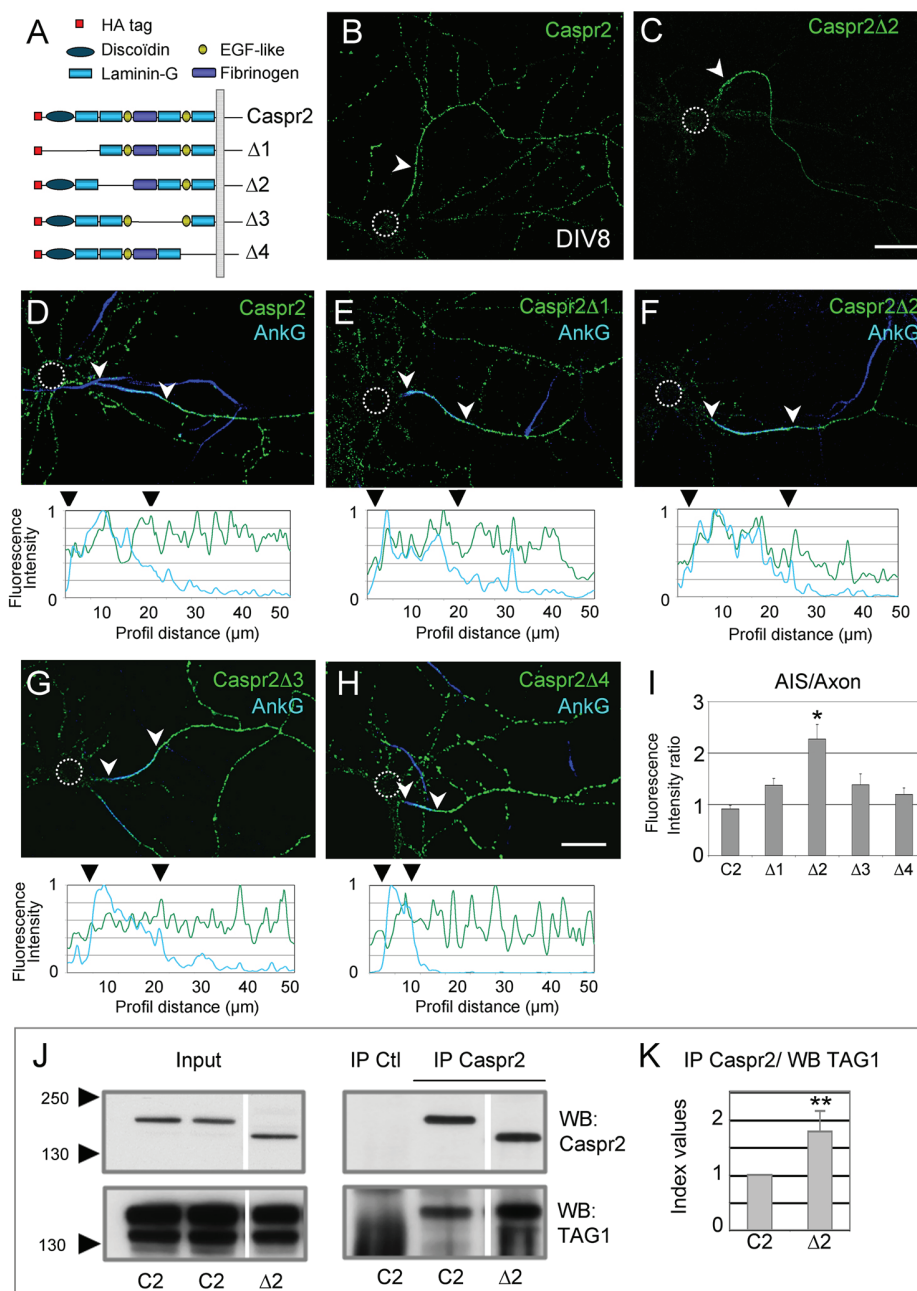 A
HA tag
Discoïdin
EGF-like
Laminin-G
Fibrinogen
Caspr2
Δ1
Δ2
Δ3
Δ4
B
Caspr2
DIV8
C
Caspr2Δ2
D
Caspr2
AnkG
E
Caspr2Δ1
AnkG
F
Caspr2Δ2
AnkG
Fluorescence
Intensity
1
0
10 20 30 40 50
Profil distance (µm)
1
0
10 20 30 40 50
Profil distance (µm)
1
0
10 20 30 40 50
Profil distance (µm)
G
Caspr2Δ3
AnkG
H
Caspr2Δ4
AnkG
I
AIS/Axon
Fluorescence
Intensity ratio
3
2
1
0
C2 Δ1 Δ2 Δ3 Δ4
*
Fluorescence
Intensity
1
0
10 20 30 40 50
Profil distance (µm)
1
0
10 20 30 40 50
Profil distance (µm)
J
Input
IP Ctl
IP Caspr2
250
130
WB:
Caspr2
130
WB:
TAG1
C2 C2 Δ2
C2 C2 Δ2
K
IP Caspr2/ WB TAG1
**
Index values
2
1
0
C2 Δ2